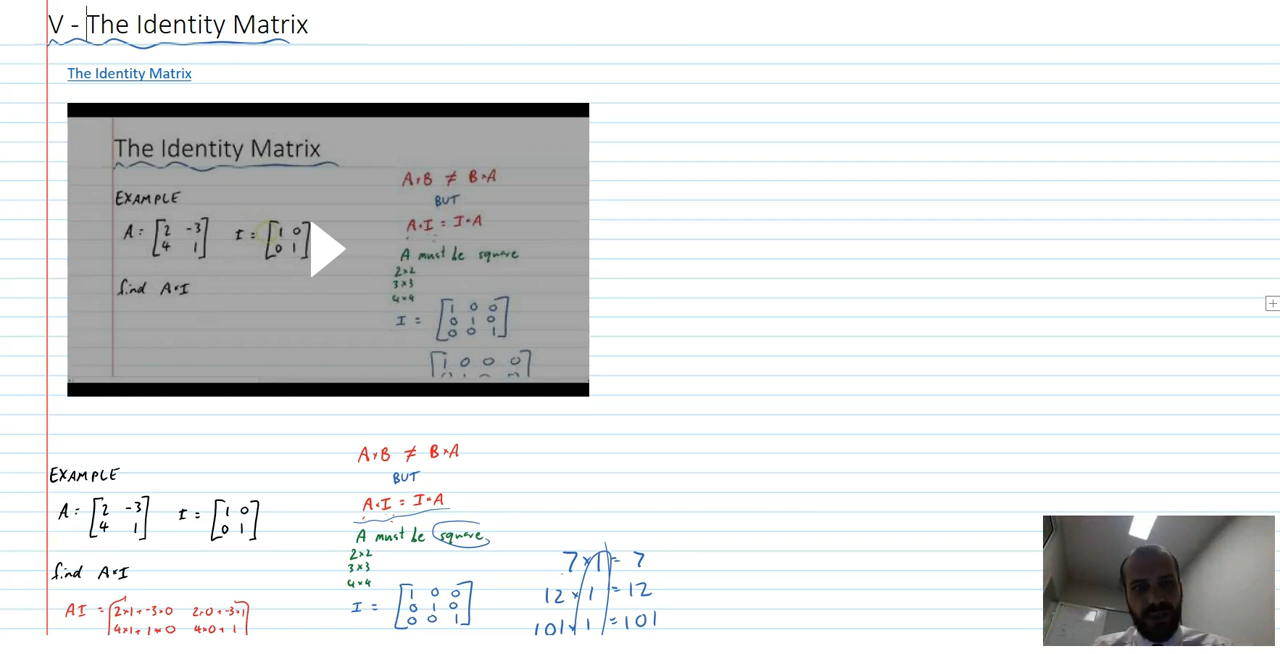 V - The Identity Matrix
The Identity Matrix
The Identity Matrix
EXAMPLE
A = [2 -3
4 1] I = [1 0
0 1]
find A×I
A×B ≠ B×A
BUT
A×I = I×A
A must be square
2×2
3×3
4×4
I = [1 0 0
0 1 0
0 0 1]
[1 0 0 0]
EXAMPLE
A = [2 -3
4 1] I = [1 0
0 1]
find A×I
AI = [2×1+-3×0 2×0+-3×1
4×1+1×0 4×0+1]
A×B ≠ B×A
BUT
A×I = I×A
A must be square
2×2
3×3
4×4
I = [1 0 0
0 1 0
0 0 1]
7×1 = 7
12×1 = 12
101×1 = 101